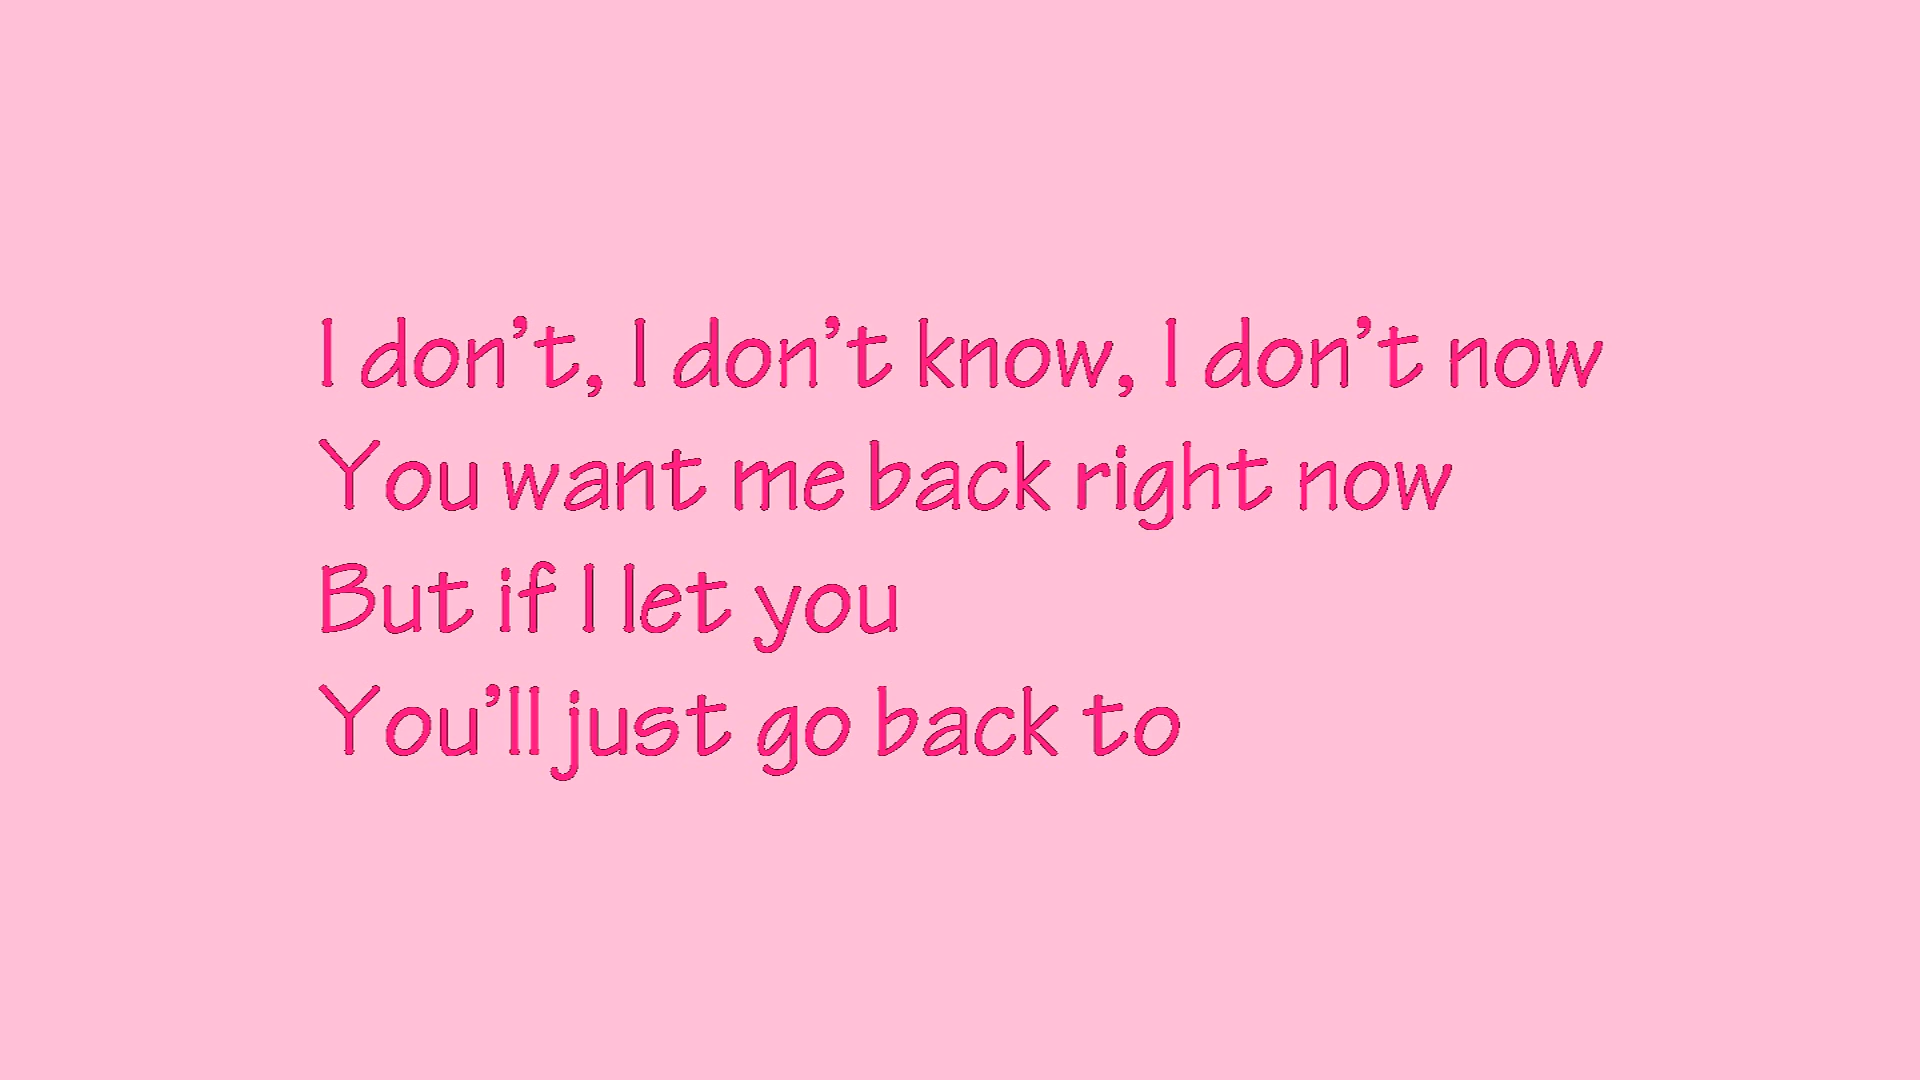 I don’t, I don’t know, I don’t now
You want me back right now
But if I let you
You’ll just go back to